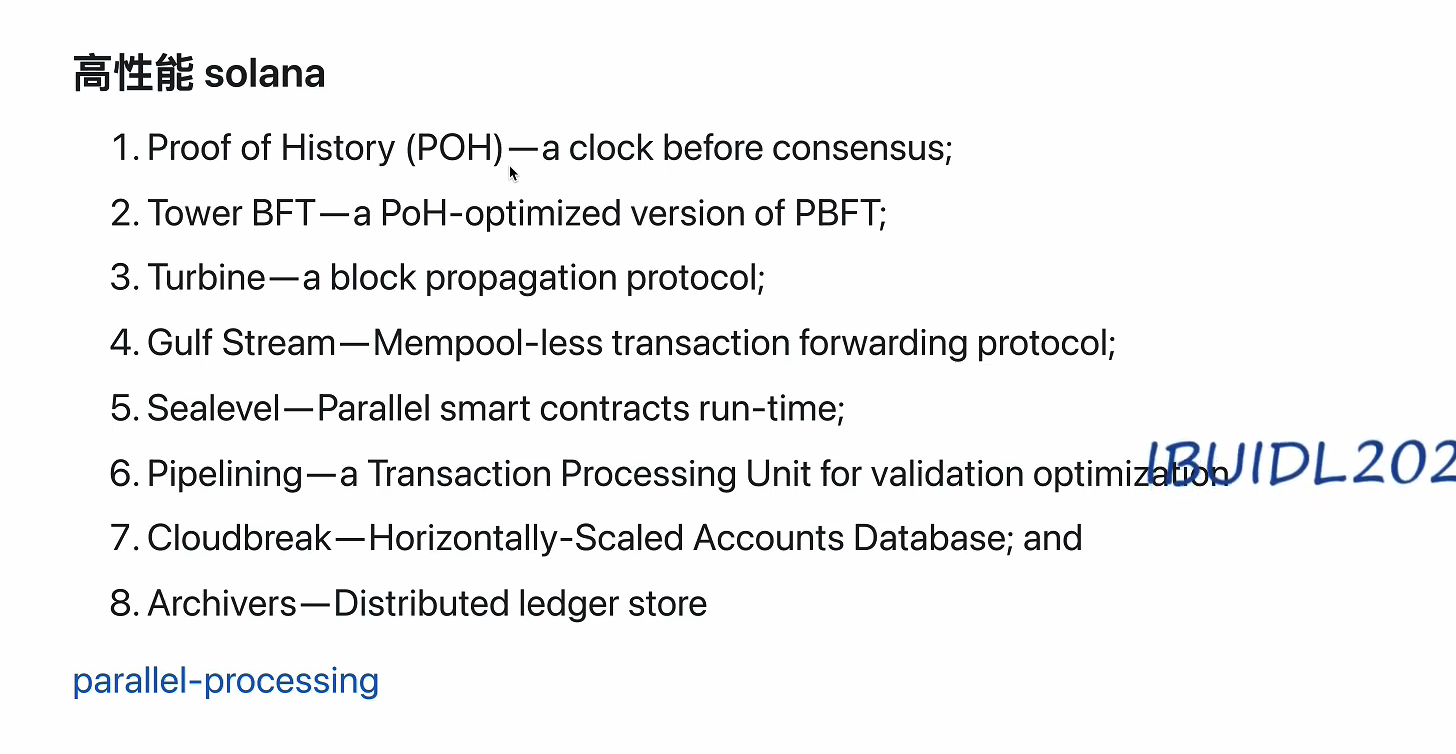 高性能 solana
1. Proof of History (POH)—a clock before consensus;
2. Tower BFT—a PoH-optimized version of PBFT;
3. Turbine—a block propagation protocol;
4. Gulf Stream—Mempool-less transaction forwarding protocol;
5. Sealevel—Parallel smart contracts run-time;
6. Pipelining—a Transaction Processing Unit for validation optimization
IBUIDL202
7. Cloudbreak—Horizontally-Scaled Accounts Database; and
8. Archivers—Distributed ledger store
parallel-processing